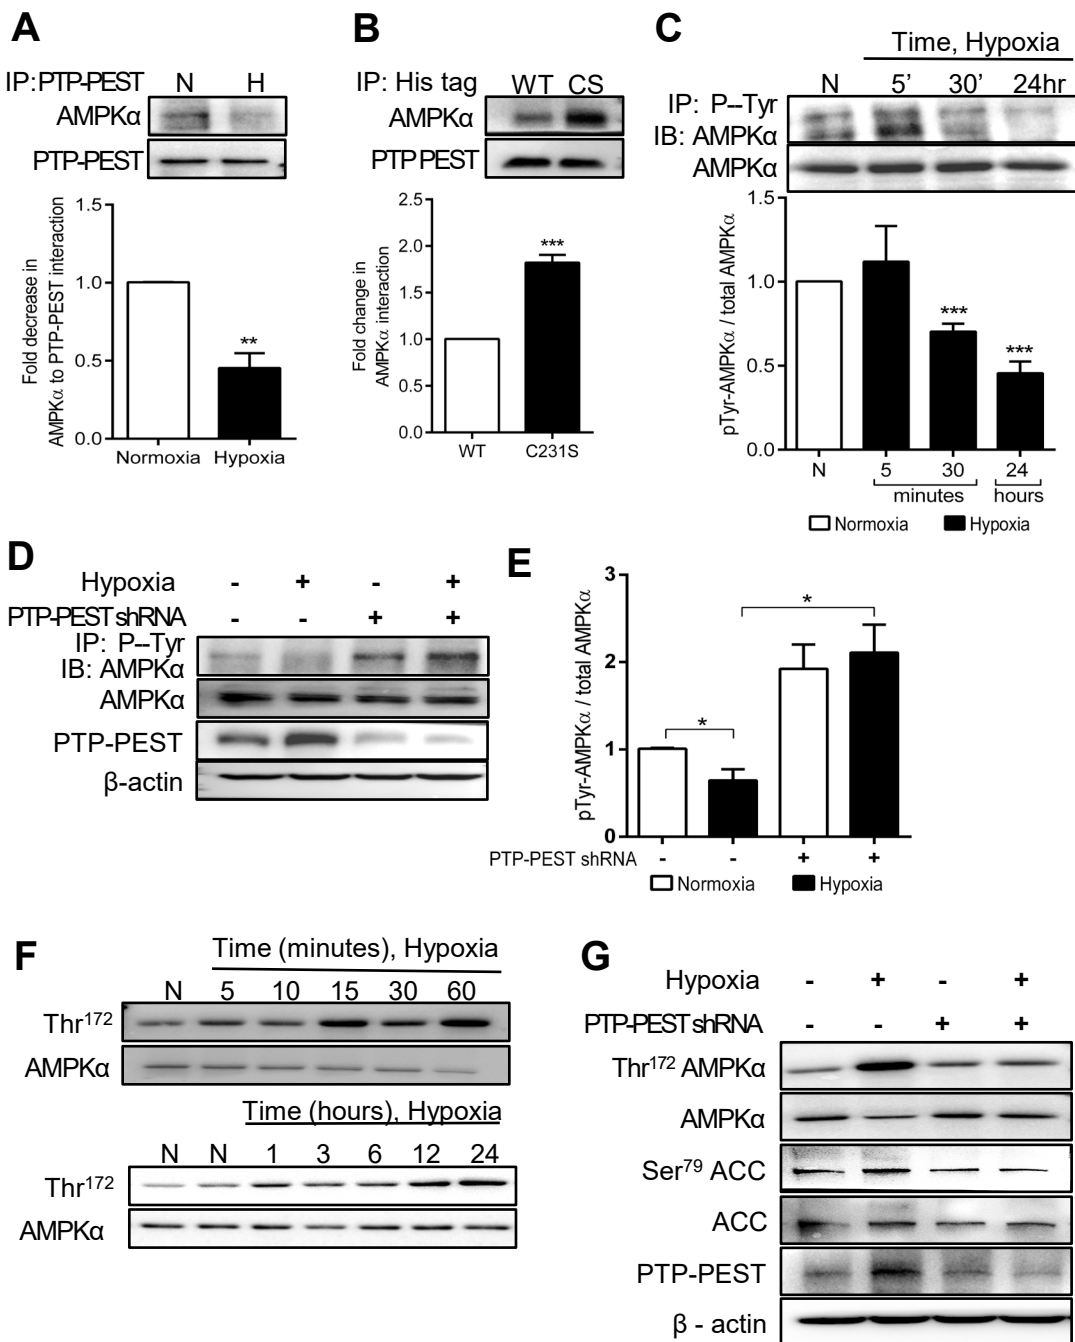 A
IP:PTP-PEST N H
AMPKα
PTP-PEST
Fold decrease in
AMPKα to PTP-PEST interaction
1.5
1.0
**
0.5
0.0
Normoxia Hypoxia
B
IP: His tag WT CS
AMPKα
PTP PEST
Fold change in
AMPKα interaction
2.5
***
2.0
1.5
1.0
0.5
0.0
WT C231S
C
Time, Hypoxia
N 5' 30' 24hr
IP: P--Tyr
IB: AMPKα
AMPKα
pTyr-AMPKα / total AMPKα
1.5
1.0
***
***
0.5
0.0
N 5 30 24
minutes hours
Normoxia Hypoxia
D
Hypoxia - + - +
PTP-PEST shRNA - - + +
IP: P--Tyr
IB: AMPKα
AMPKα
PTP-PEST
β-actin
E
pTyr-AMPKα / total AMPKα
3
*
2
*
1
0
PTP-PEST shRNA - - + +
Normoxia Hypoxia
F
Time (minutes), Hypoxia
N 5 10 15 30 60
Thr172
AMPKα
Time (hours), Hypoxia
N N 1 3 6 12 24
Thr172
AMPKα
G
Hypoxia - + - +
PTP-PEST shRNA - - + +
Thr172 AMPKα
AMPKα
Ser79 ACC
ACC
PTP-PEST
β - actin